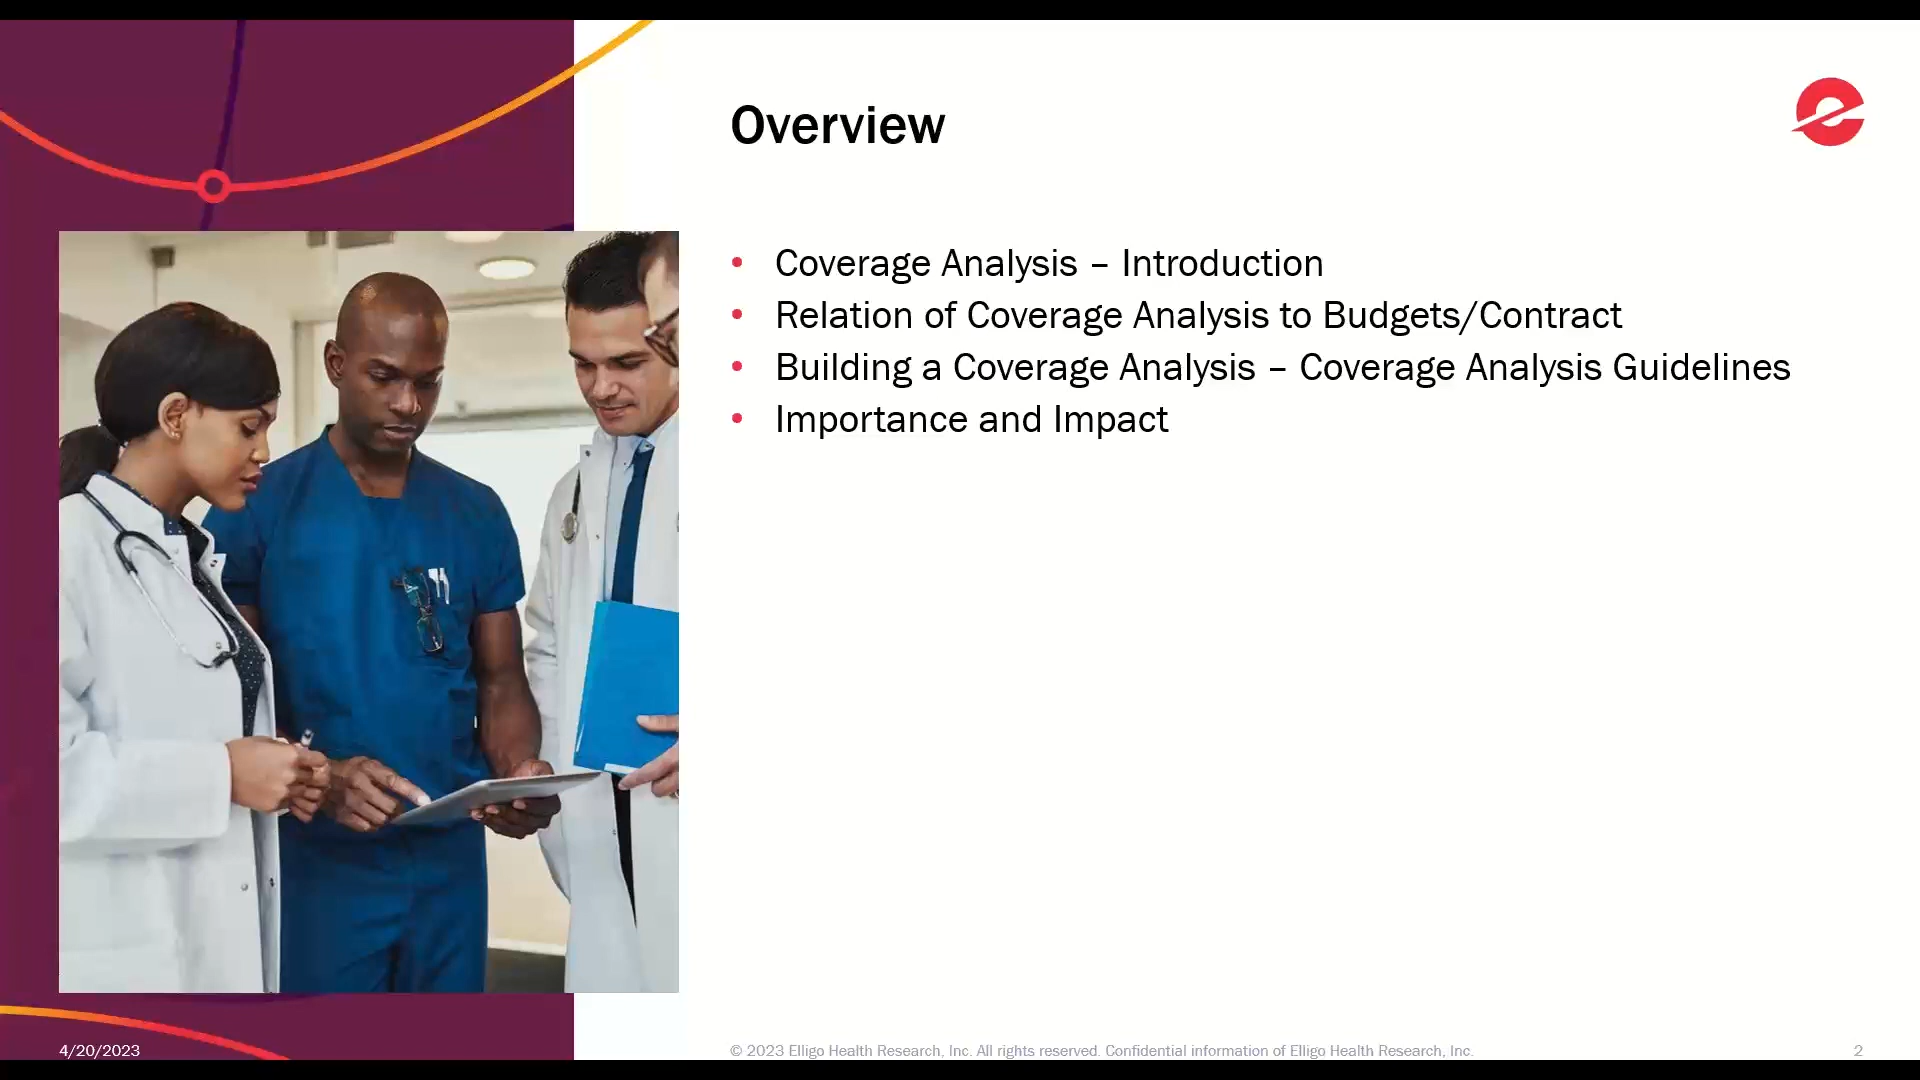 Overview
• Coverage Analysis – Introduction
• Relation of Coverage Analysis to Budgets/Contract
• Building a Coverage Analysis – Coverage Analysis Guidelines
• Importance and Impact
4/20/2023
© 2023 Elligo Health Research, Inc. All rights reserved. Confidential information of Elligo Health Research, Inc.
2